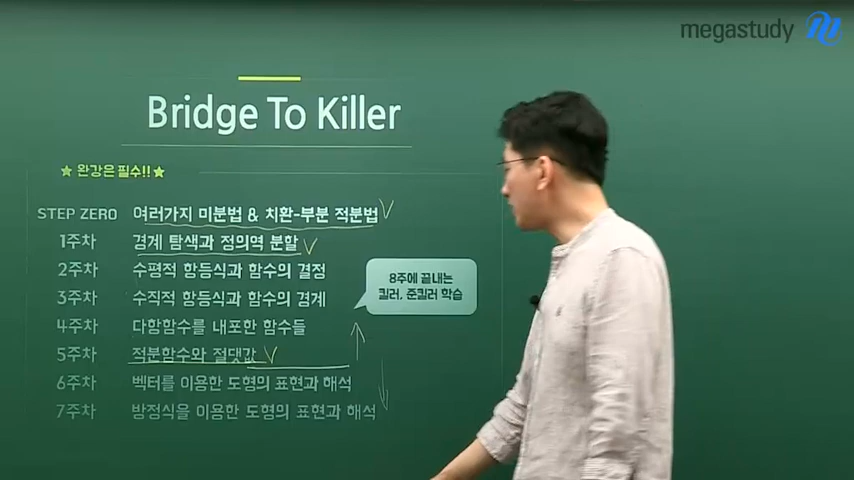 megastudy
Bridge To Killer
★ 완강은 필수!! ★
STEP ZERO 여러가지 미분법 & 치환-부분 적분법
1주차 경계 탐색과 정의역 분할
2주차 수평적 항등식과 함수의 결정
3주차 수직적 항등식과 함수의 경계
4주차 다항함수를 내포한 함수들
5주차 적분함수와 절댓값
6주차 벡터를 이용한 도형의 표현과 해석
7주차 방정식을 이용한 도형의 표현과 해석
8주에 끝내는
킬러, 준킬러 학습